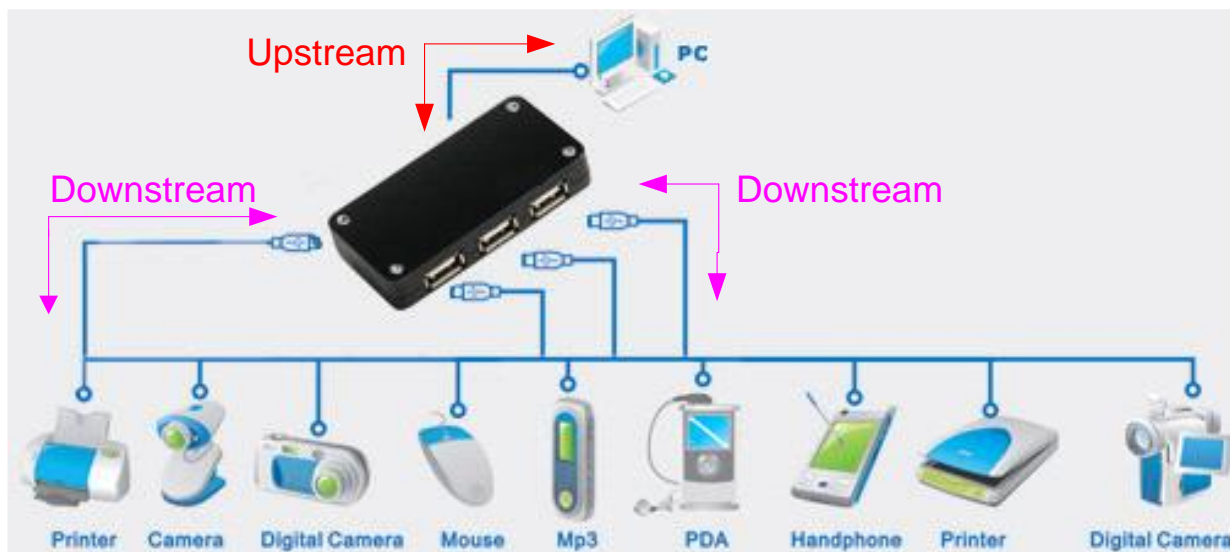 Upstream
PC
Downstream
Downstream
Printer
Camera
Digital Camera
Mouse
Mp3
PDA
Handphone
Printer
Digital Camera